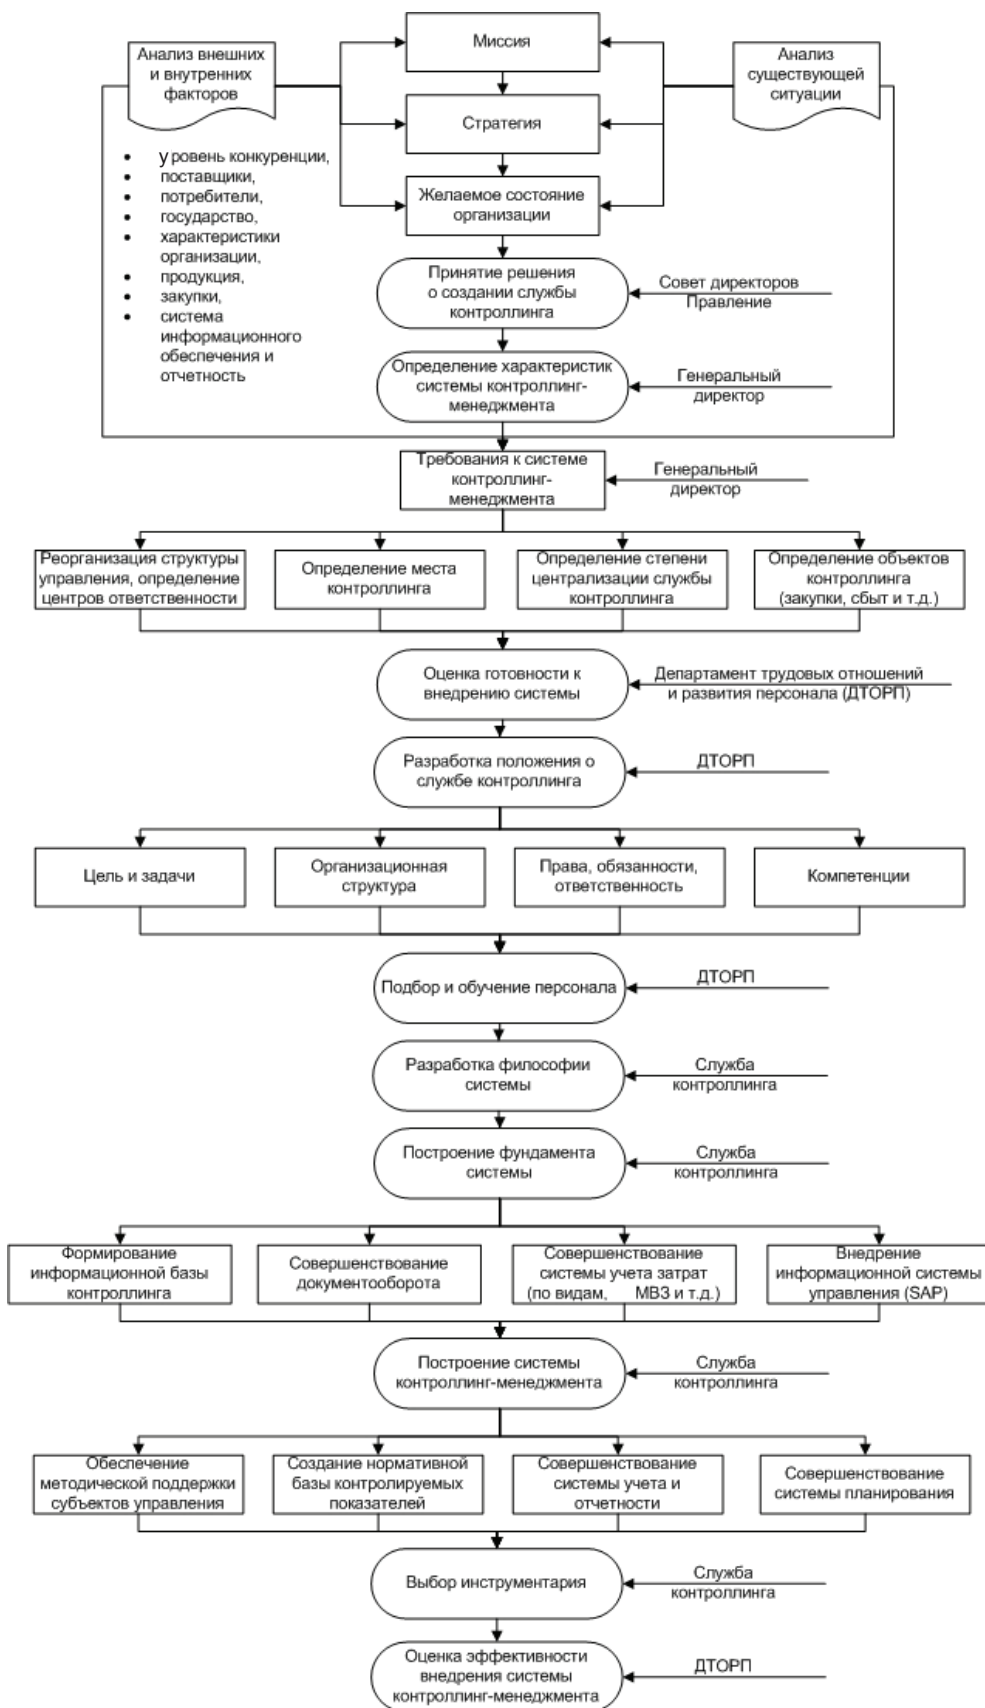 Миссия
Анализ внешних
и внутренних
факторов
Анализ
существующей
ситуации
Стратегия
Желаемое состояние
организации
• уровень конкуренции,
• поставщики,
• потребители,
• государство,
• характеристики
организации,
• продукция,
• закупки,
• система
информационного
обеспечения и
отчетность
Принятие решения
о создании службы
контроллинга
Совет директоров
Правление
Определение характеристик
системы контроллинг-
менеджмента
Генеральный
директор
Требования к системе
контроллинг-
менеджмента
Генеральный
директор
Реорганизация структуры
управления, определение
центров ответственности
Определение места
контроллинга
Определение степени
централизации службы
контроллинга
Определение объектов
контроллинга
(закупки, сбыт и т.д.)
Оценка готовности к
внедрению системы
Департамент трудовых отношений
и развития персонала (ДТОРП)
Разработка положения о
службе контроллинга
ДТОРП
Цель и задачи
Организационная
структура
Права, обязанности,
ответственность
Компетенции
Подбор и обучение персонала
ДТОРП
Разработка философии
системы
Служба
контроллинга
Построение фундамента
системы
Служба
контроллинга
Формирование
информационной базы
контроллинга
Совершенствование
документооборота
Совершенствование
системы учета затрат
(по видам, МВЗ и т.д.)
Внедрение
информационной системы
управления (SAP)
Построение системы
контроллинг-менеджмента
Служба
контроллинга
Обеспечение
методической поддержки
субъектов управления
Создание нормативной
базы контролируемых
показателей
Совершенствование
системы учета и
отчетности
Совершенствование
системы планирования
Выбор инструментария
Служба
контроллинга
Оценка эффективности
внедрения системы
контроллинг-менеджмента
ДТОРП